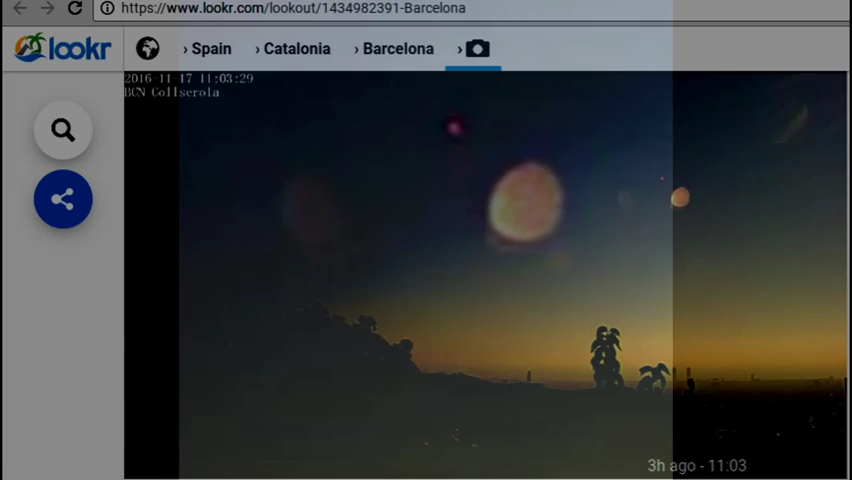 https://www.lookr.com/lookout/1434982391-Barcelona
lookr › Spain › Catalonia › Barcelona ›
2016-11-17 11:03:29
BCN Collserola
3h ago - 11:03